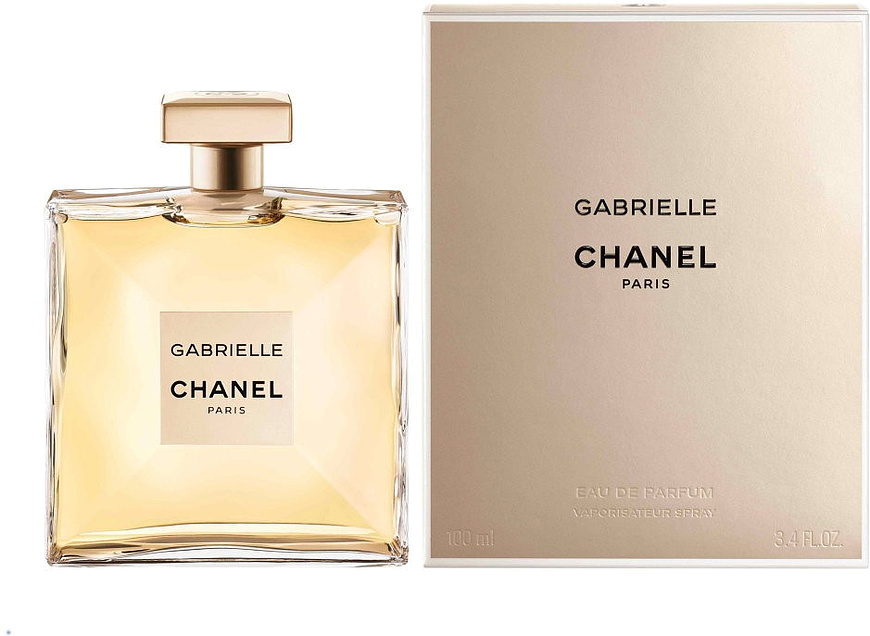 GABRIELLE
CHANEL
PARIS
GABRIELLE
CHANEL
PARIS
EAU DE PARFUM
VAPORISATEUR SPRAY
100 ml
3.4 FL.OZ.